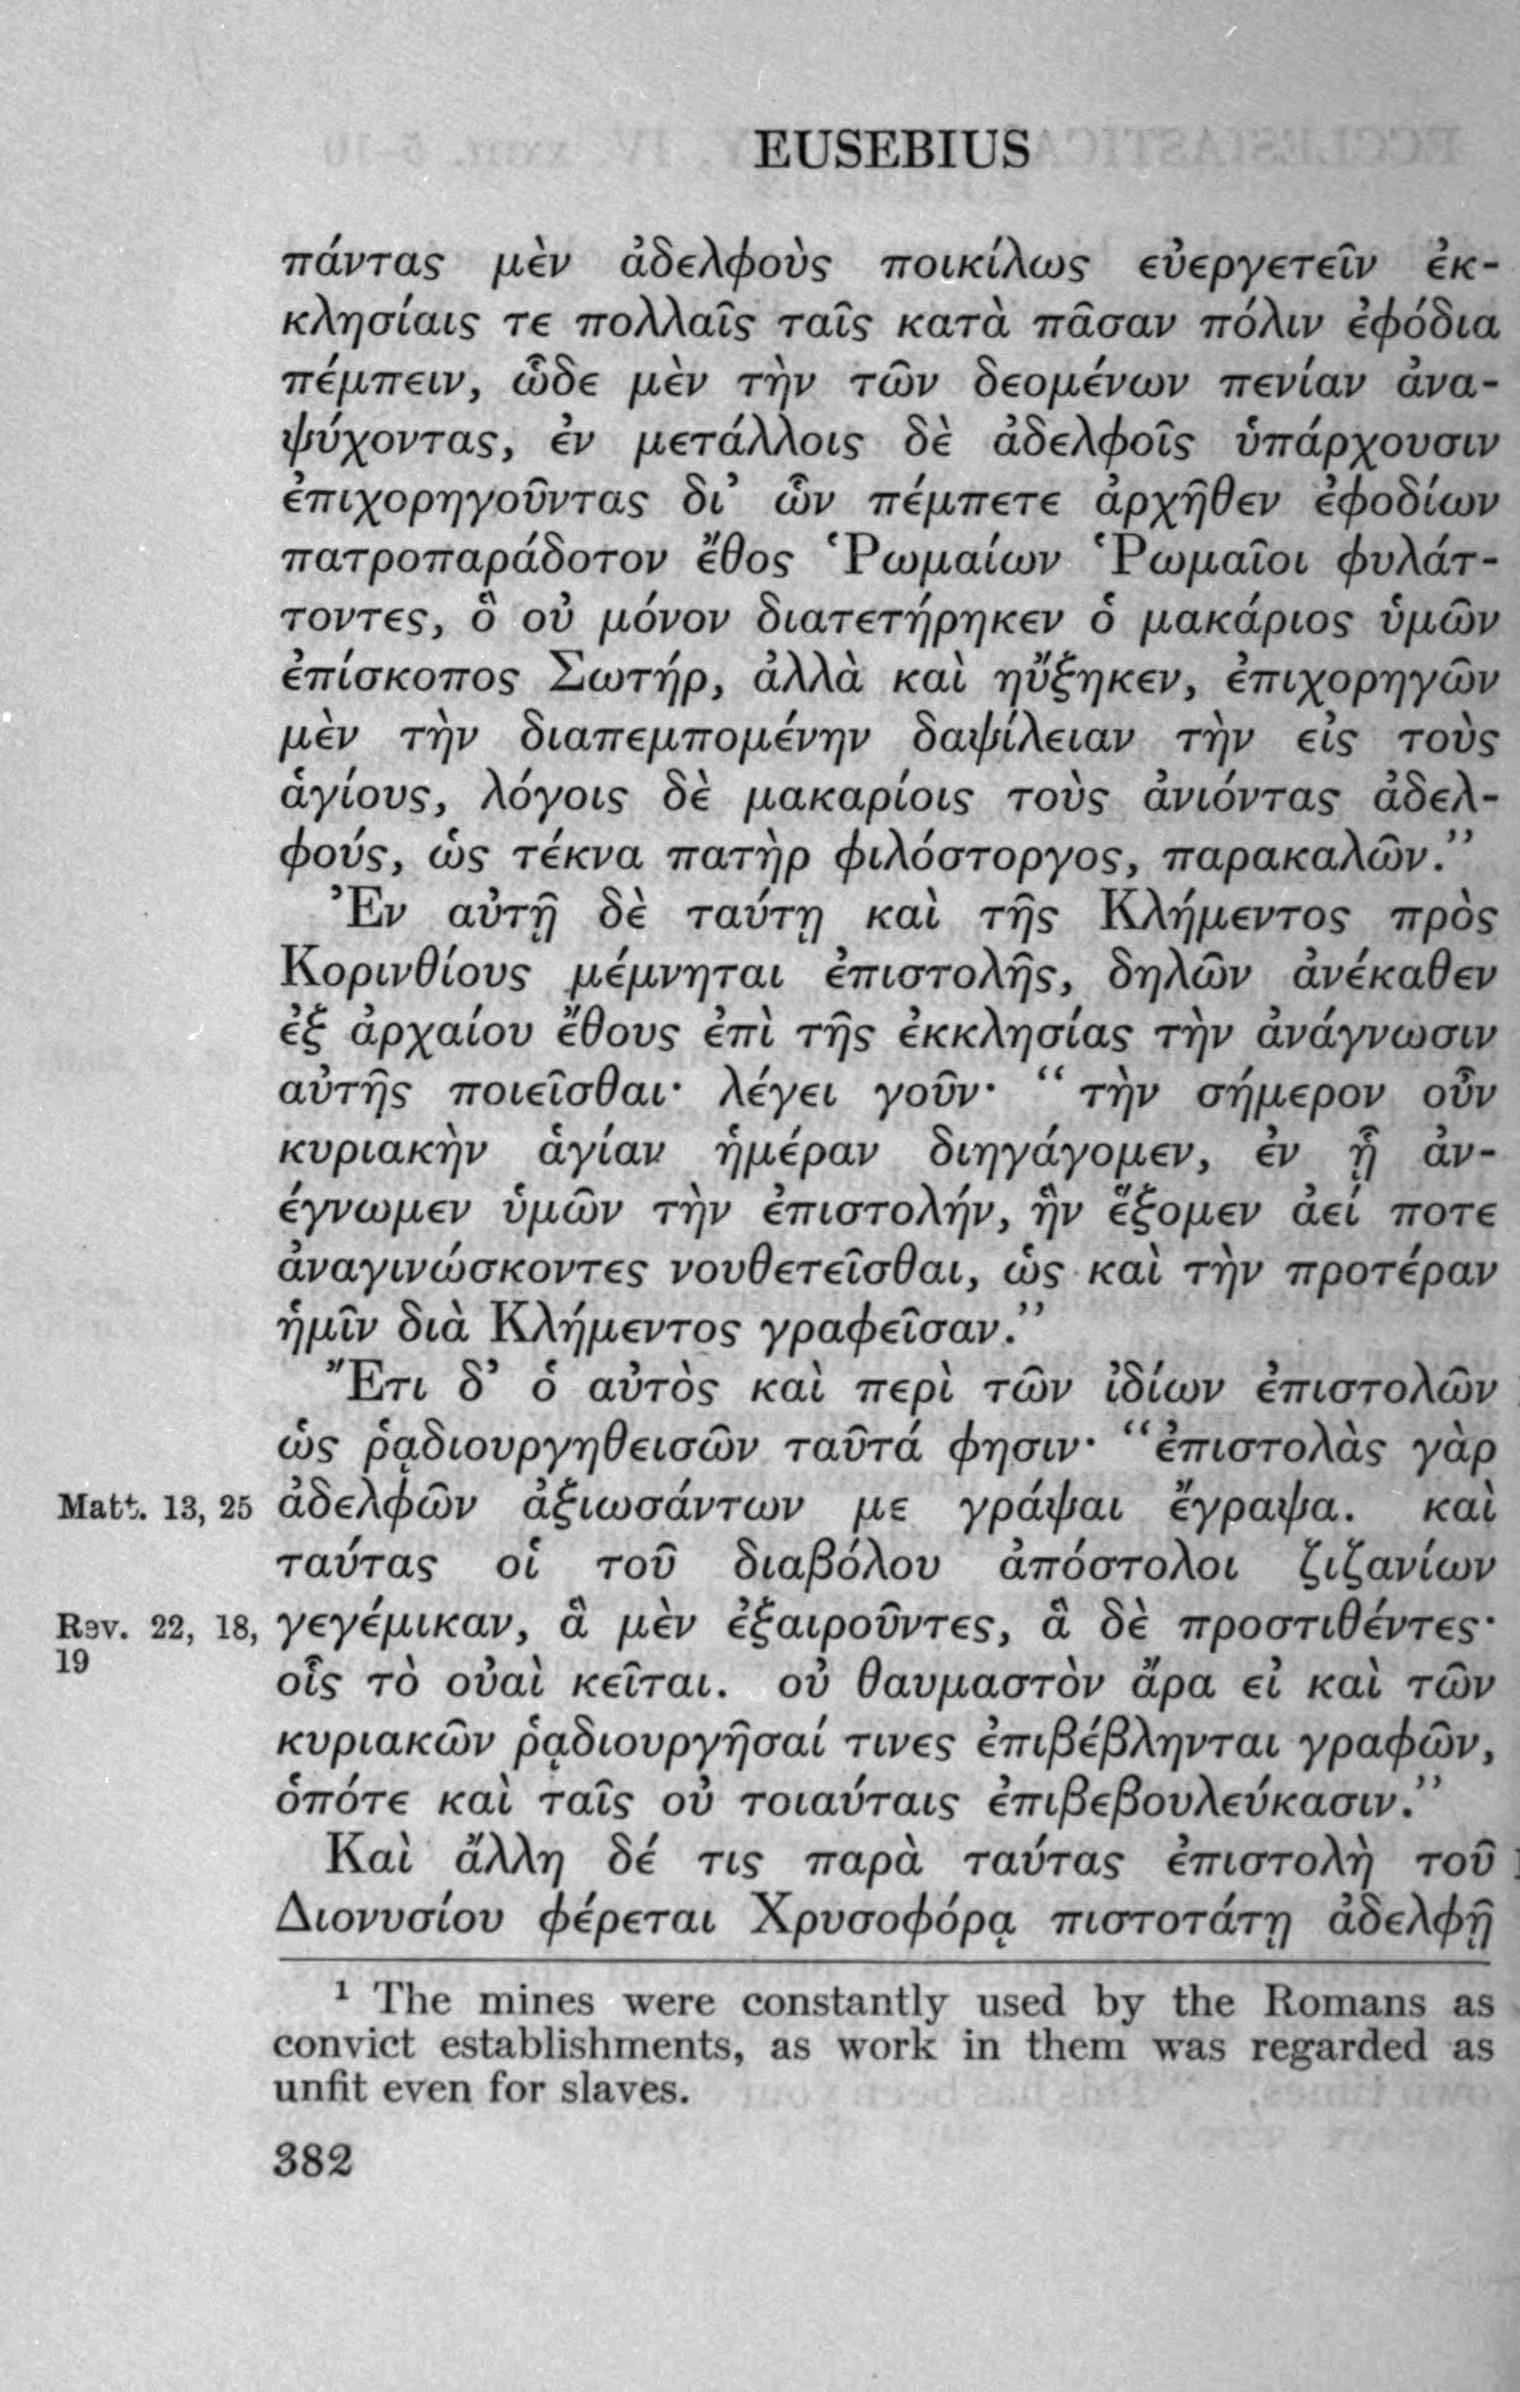 EUSEBIUS
πάντας μὲν ἀδελφοὺς ποικίλως εὐεργετεῖν ἐκ-
κλησίαις τε πολλαῖς ταῖς κατὰ πᾶσαν πόλιν ἐφόδια
πέμπειν, ὧδε μὲν τὴν τῶν δεομένων πενίαν ἀνα-
ψύχοντας, ἐν μετάλλοις δὲ ἀδελφοῖς ὑπάρχουσιν
ἐπιχορηγοῦντας δι’ ὧν πέμπετε ἀρχῆθεν ἐφοδίων
πατροπαράδοτον ἔθος Ῥωμαίων Ῥωμαῖοι φυλάτ-
τοντες, ὃ οὐ μόνον διατετήρηκεν ὁ μακάριος ὑμῶν
ἐπίσκοπος Σωτήρ, ἀλλὰ καὶ ηὔξηκεν, ἐπιχορηγῶν
μὲν τὴν διαπεμπομένην δαψίλειαν τὴν εἰς τοὺς
ἁγίους, λόγοις δὲ μακαρίοις τοὺς ἀνιόντας ἀδελ-
φούς, ὡς τέκνα πατὴρ φιλόστοργος, παρακαλῶν.”
Ἐν αὐτῇ δὲ ταύτῃ καὶ τῆς Κλήμεντος πρὸς
Κορινθίους μέμνηται ἐπιστολῆς, δηλῶν ἀνέκαθεν
ἐξ ἀρχαίου ἔθους ἐπὶ τῆς ἐκκλησίας τὴν ἀνάγνωσιν
αὐτῆς ποιεῖσθαι· λέγει γοῦν· “ τὴν σήμερον οὖν
κυριακὴν ἁγίαν ἡμέραν διηγάγομεν, ἐν ᾗ ἀν-
έγνωμεν ὑμῶν τὴν ἐπιστολήν, ἣν ἕξομεν ἀεί ποτε
ἀναγινώσκοντες νουθετεῖσθαι, ὡς καὶ τὴν προτέραν
ἡμῖν διὰ Κλήμεντος γραφεῖσαν.”
Ἔτι δ’ ὁ αὐτὸς καὶ περὶ τῶν ἰδίων ἐπιστολῶν
ὡς ῥᾳδιουργηθεισῶν ταῦτά φησιν· “ἐπιστολὰς γὰρ
Matt. 13, 25 ἀδελφῶν ἀξιωσάντων με γράψαι ἔγραψα. καὶ
ταύτας οἱ τοῦ διαβόλου ἀπόστολοι ζιζανίων
Rev. 22, 18, γεγέμικαν, ἃ μὲν ἐξαιροῦντες, ἃ δὲ προστιθέντες·
19
οἷς τὸ οὐαὶ κεῖται. οὐ θαυμαστὸν ἄρα εἰ καὶ τῶν
κυριακῶν ῥᾳδιουργῆσαί τινες ἐπιβέβληνται γραφῶν,
ὁπότε καὶ ταῖς οὐ τοιαύταις ἐπιβεβουλεύκασιν.”
Καὶ ἄλλη δέ τις παρὰ ταύτας ἐπιστολὴ τοῦ
Διονυσίου φέρεται Χρυσοφόρᾳ πιστοτάτῃ ἀδελφῇ
¹ The mines were constantly used by the Romans as
convict establishments, as work in them was regarded as
unfit even for slaves.
382